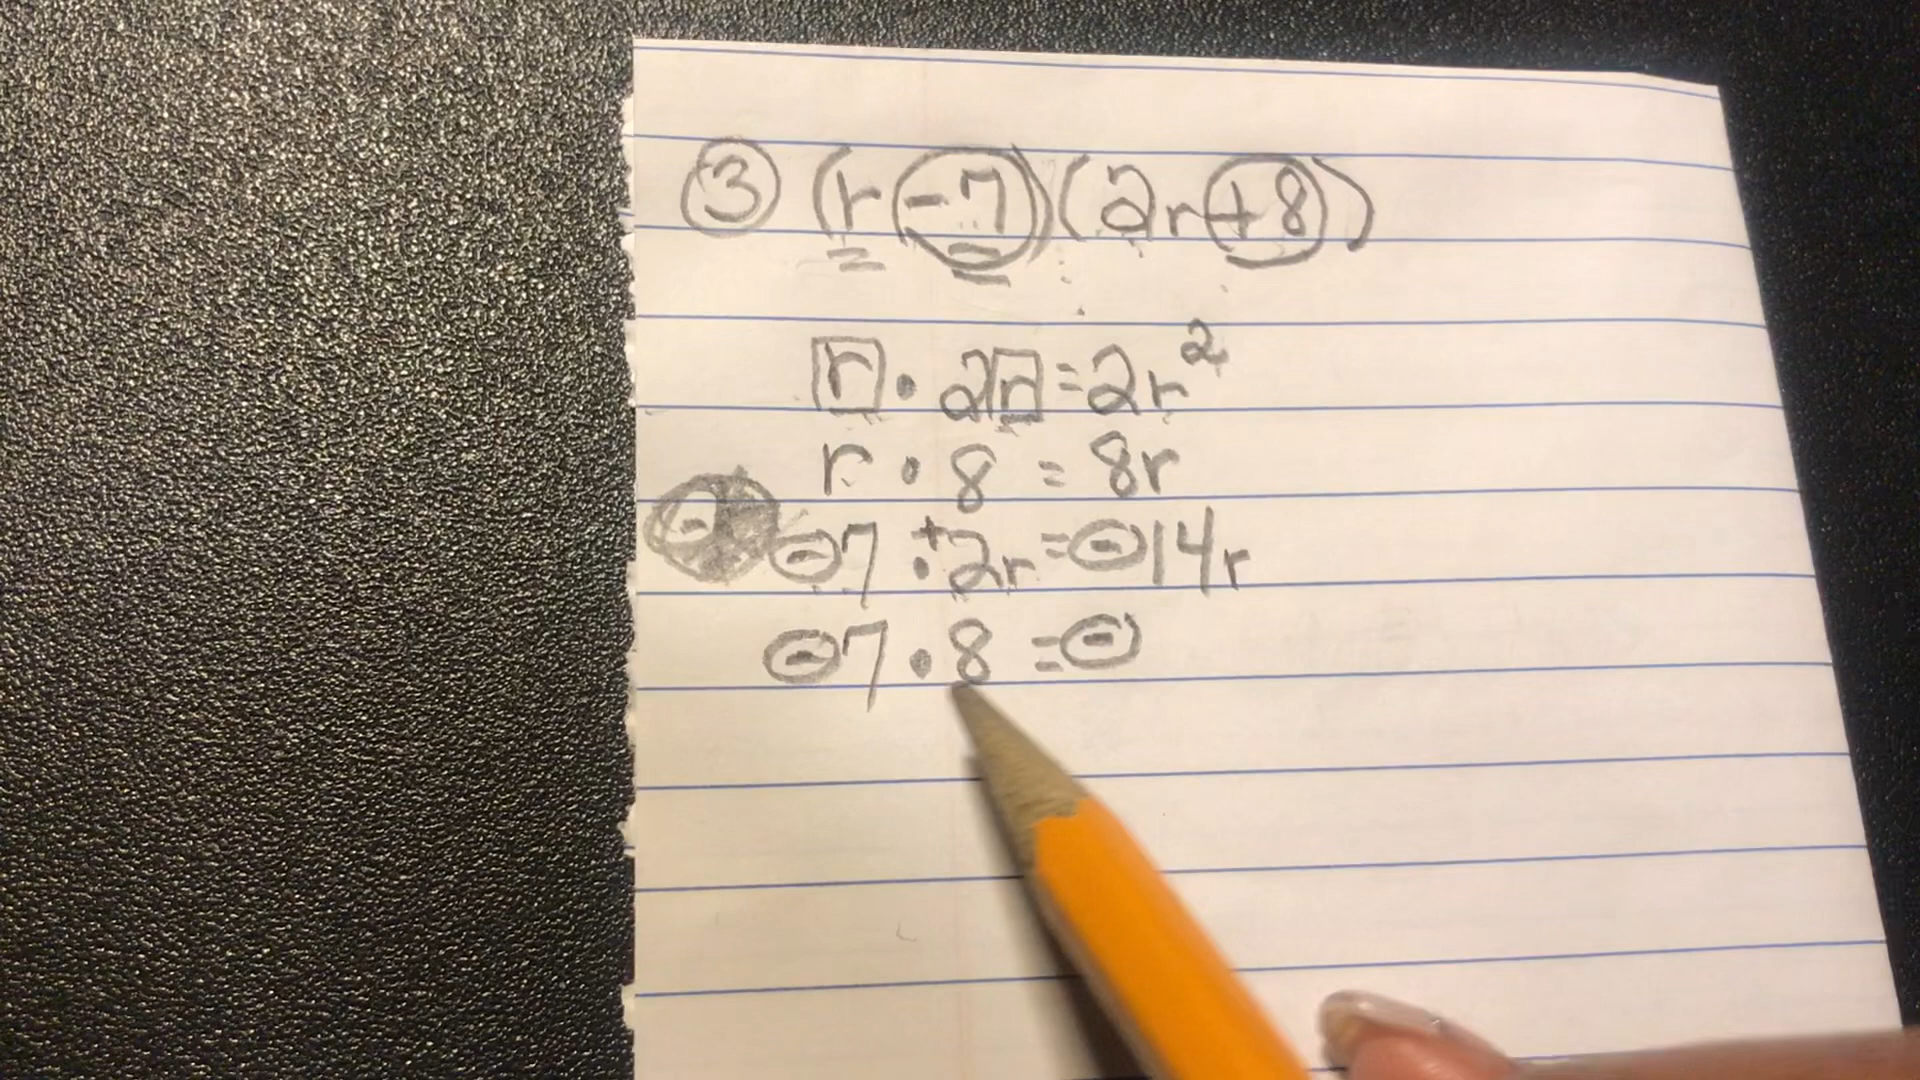 ③ (r-7)(2r+8)
r • 2r = 2r²
r • 8 = 8r
- -7 • +2r = -14r
-7 • 8 = -